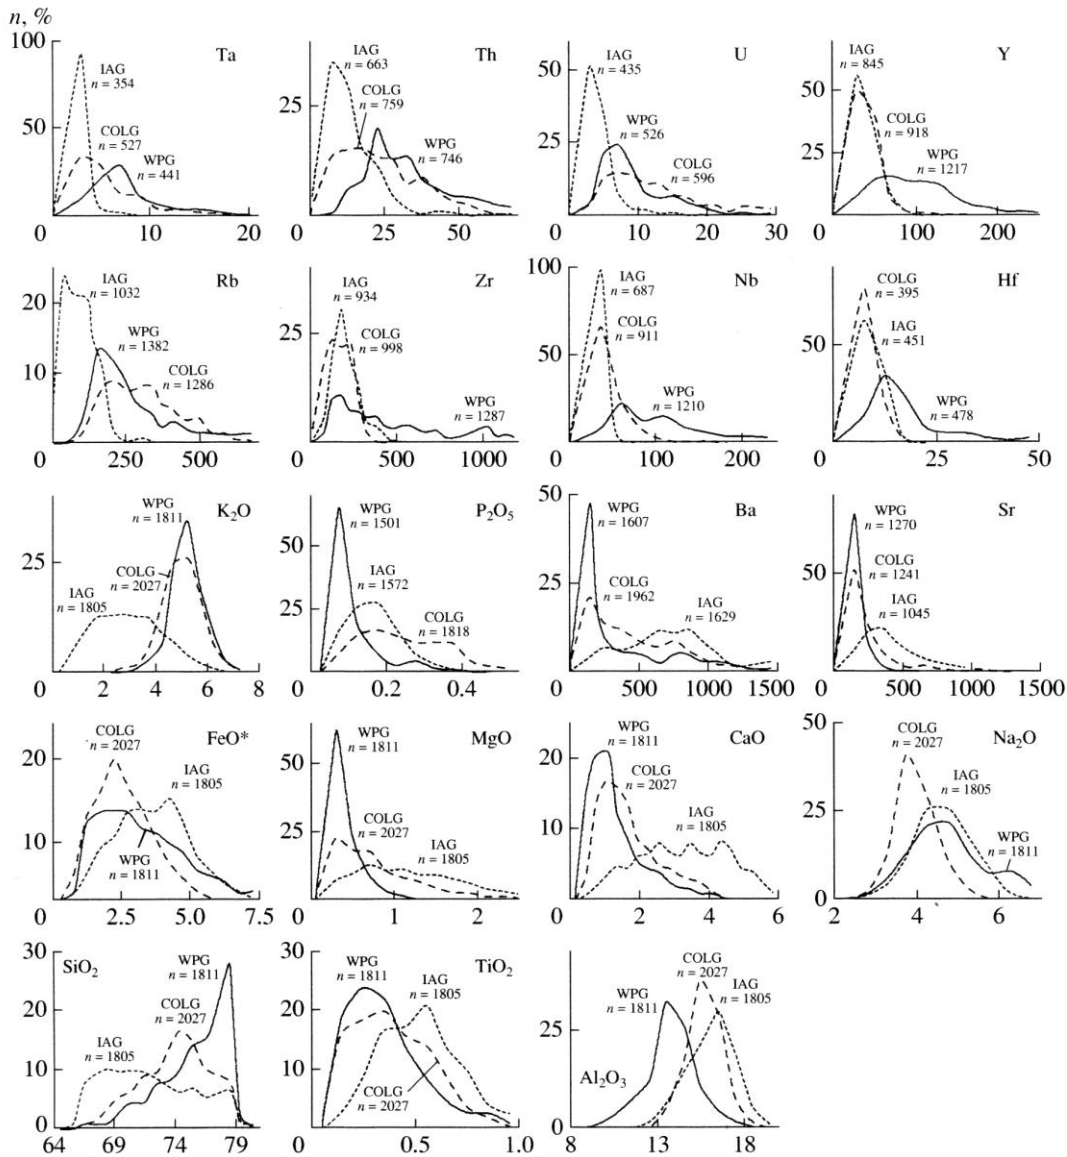 n, %
100
Ta
IAG
n = 354
50
COLG
n = 527
WPG
n = 441
0
10
20
Th
IAG
n = 663
COLG
n = 759
25
WPG
n = 746
0
25
50
U
50
IAG
n = 435
WPG
n = 526
25
COLG
n = 596
0
10
20
30
Y
IAG
n = 845
50
COLG
n = 918
25
WPG
n = 1217
0
100
200
Rb
20
IAG
n = 1032
WPG
n = 1382
10
COLG
n = 1286
0
250
500
Zr
IAG
n = 934
25
COLG
n = 998
WPG
n = 1287
0
500
1000
100
Nb
IAG
n = 687
COLG
n = 911
50
WPG
n = 1210
0
100
200
Hf
COLG
n = 395
IAG
n = 451
50
WPG
n = 478
0
25
50
K2O
WPG
n = 1811
25
COLG
n = 2027
IAG
n = 1805
0
2
4
6
8
P2O5
WPG
n = 1501
50
IAG
n = 1572
25
COLG
n = 1818
0
0.2
0.4
50
Ba
WPG
n = 1607
25
COLG
n = 1962
IAG
n = 1629
0
500
1000
1500
Sr
WPG
n = 1270
50
COLG
n = 1241
IAG
n = 1045
0
500
1000
1500
FeO*
COLG
n = 2027
20
IAG
n = 1805
10
WPG
n = 1811
0
2.5
5.0
7.5
MgO
WPG
n = 1811
50
COLG
n = 2027
25
IAG
n = 1805
0
1
2
CaO
WPG
n = 1811
20
COLG
n = 2027
IAG
n = 1805
10
0
2
4
6
50
Na2O
COLG
n = 2027
IAG
n = 1805
25
WPG
n = 1811
0
2
4
6
30
SiO2
WPG
n = 1811
20
COLG
n = 2027
IAG
n = 1805
10
0
64
69
74
79
30
TiO2
WPG
n = 1811
IAG
n = 1805
20
10
COLG
n = 2027
0
0.5
1.0
COLG
n = 2027
WPG
n = 1811
IAG
n = 1805
25
Al2O3
0
8
13
18